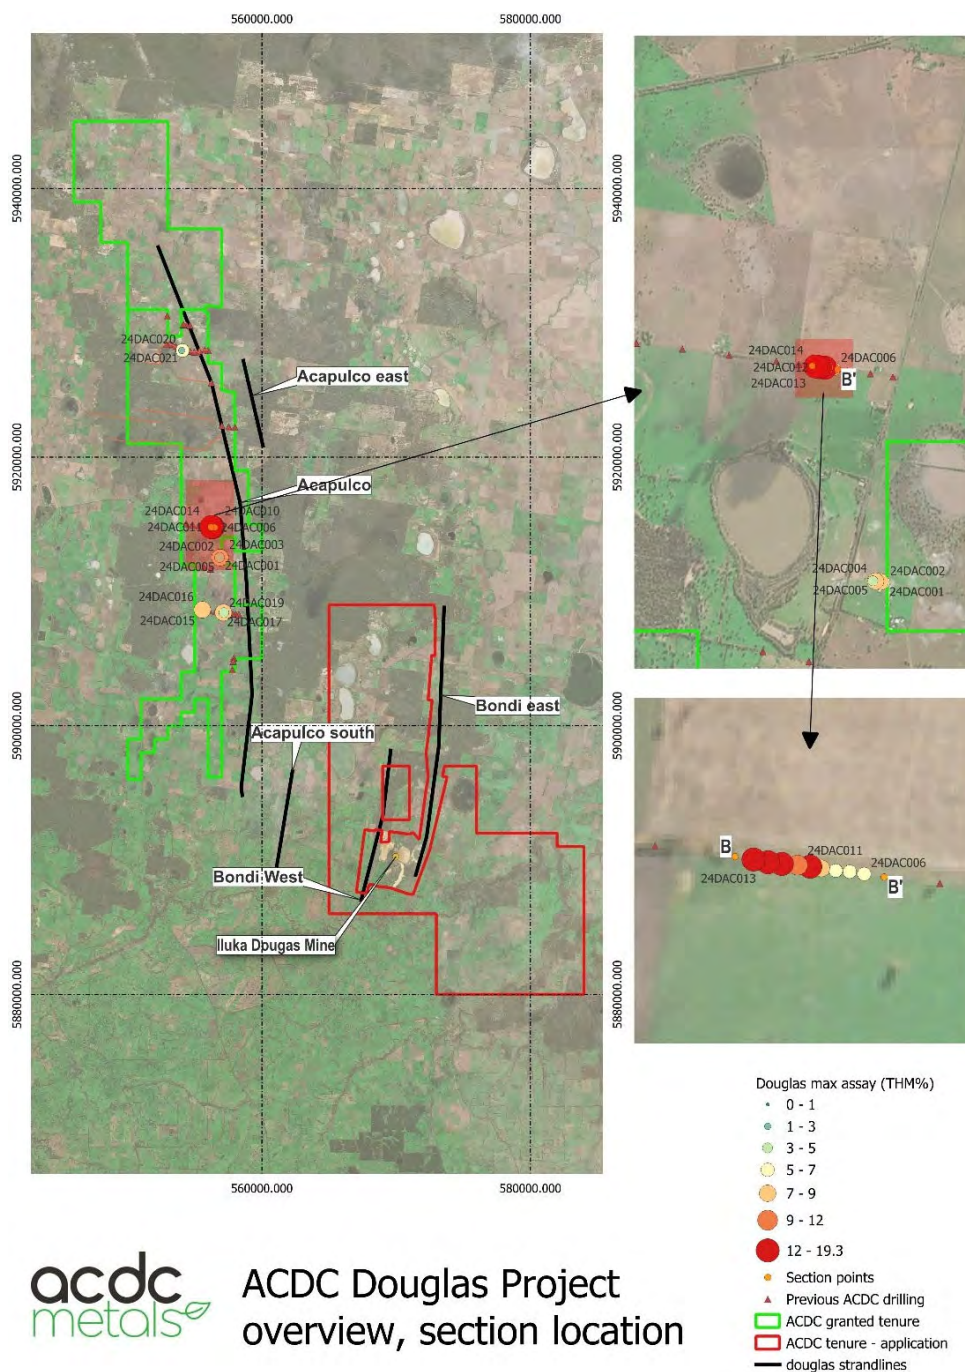 560000.000
580000.000
5940000.000
5940000.000
24DAC020
24DAC021
Acapulco east
5920000.000
5920000.000
Acapulco
24DAC014
24DAC010
24DAC011
24DAC006
24DAC002
24DAC003
24DAC005
24DAC001
24DAC016
24DAC019
24DAC015
24DAC017
Bondi east
5900000.000
5900000.000
Acapulco south
Bondi West
Iluka Dougas Mine
5880000.000
5880000.000
560000.000
580000.000
24DAC014
24DAC006
24DAC012
24DAC013
B'
24DAC004
24DAC002
24DAC005
24DAC001
B
24DAC011
24DAC006
24DAC013
B'
Douglas max assay (THM%)
0 - 1
1 - 3
3 - 5
5 - 7
7 - 9
9 - 12
12 - 19.3
Section points
Previous ACDC drilling
ACDC granted tenure
ACDC tenure - application
douglas strandlines
acdc
metals
ACDC Douglas Project
overview, section location